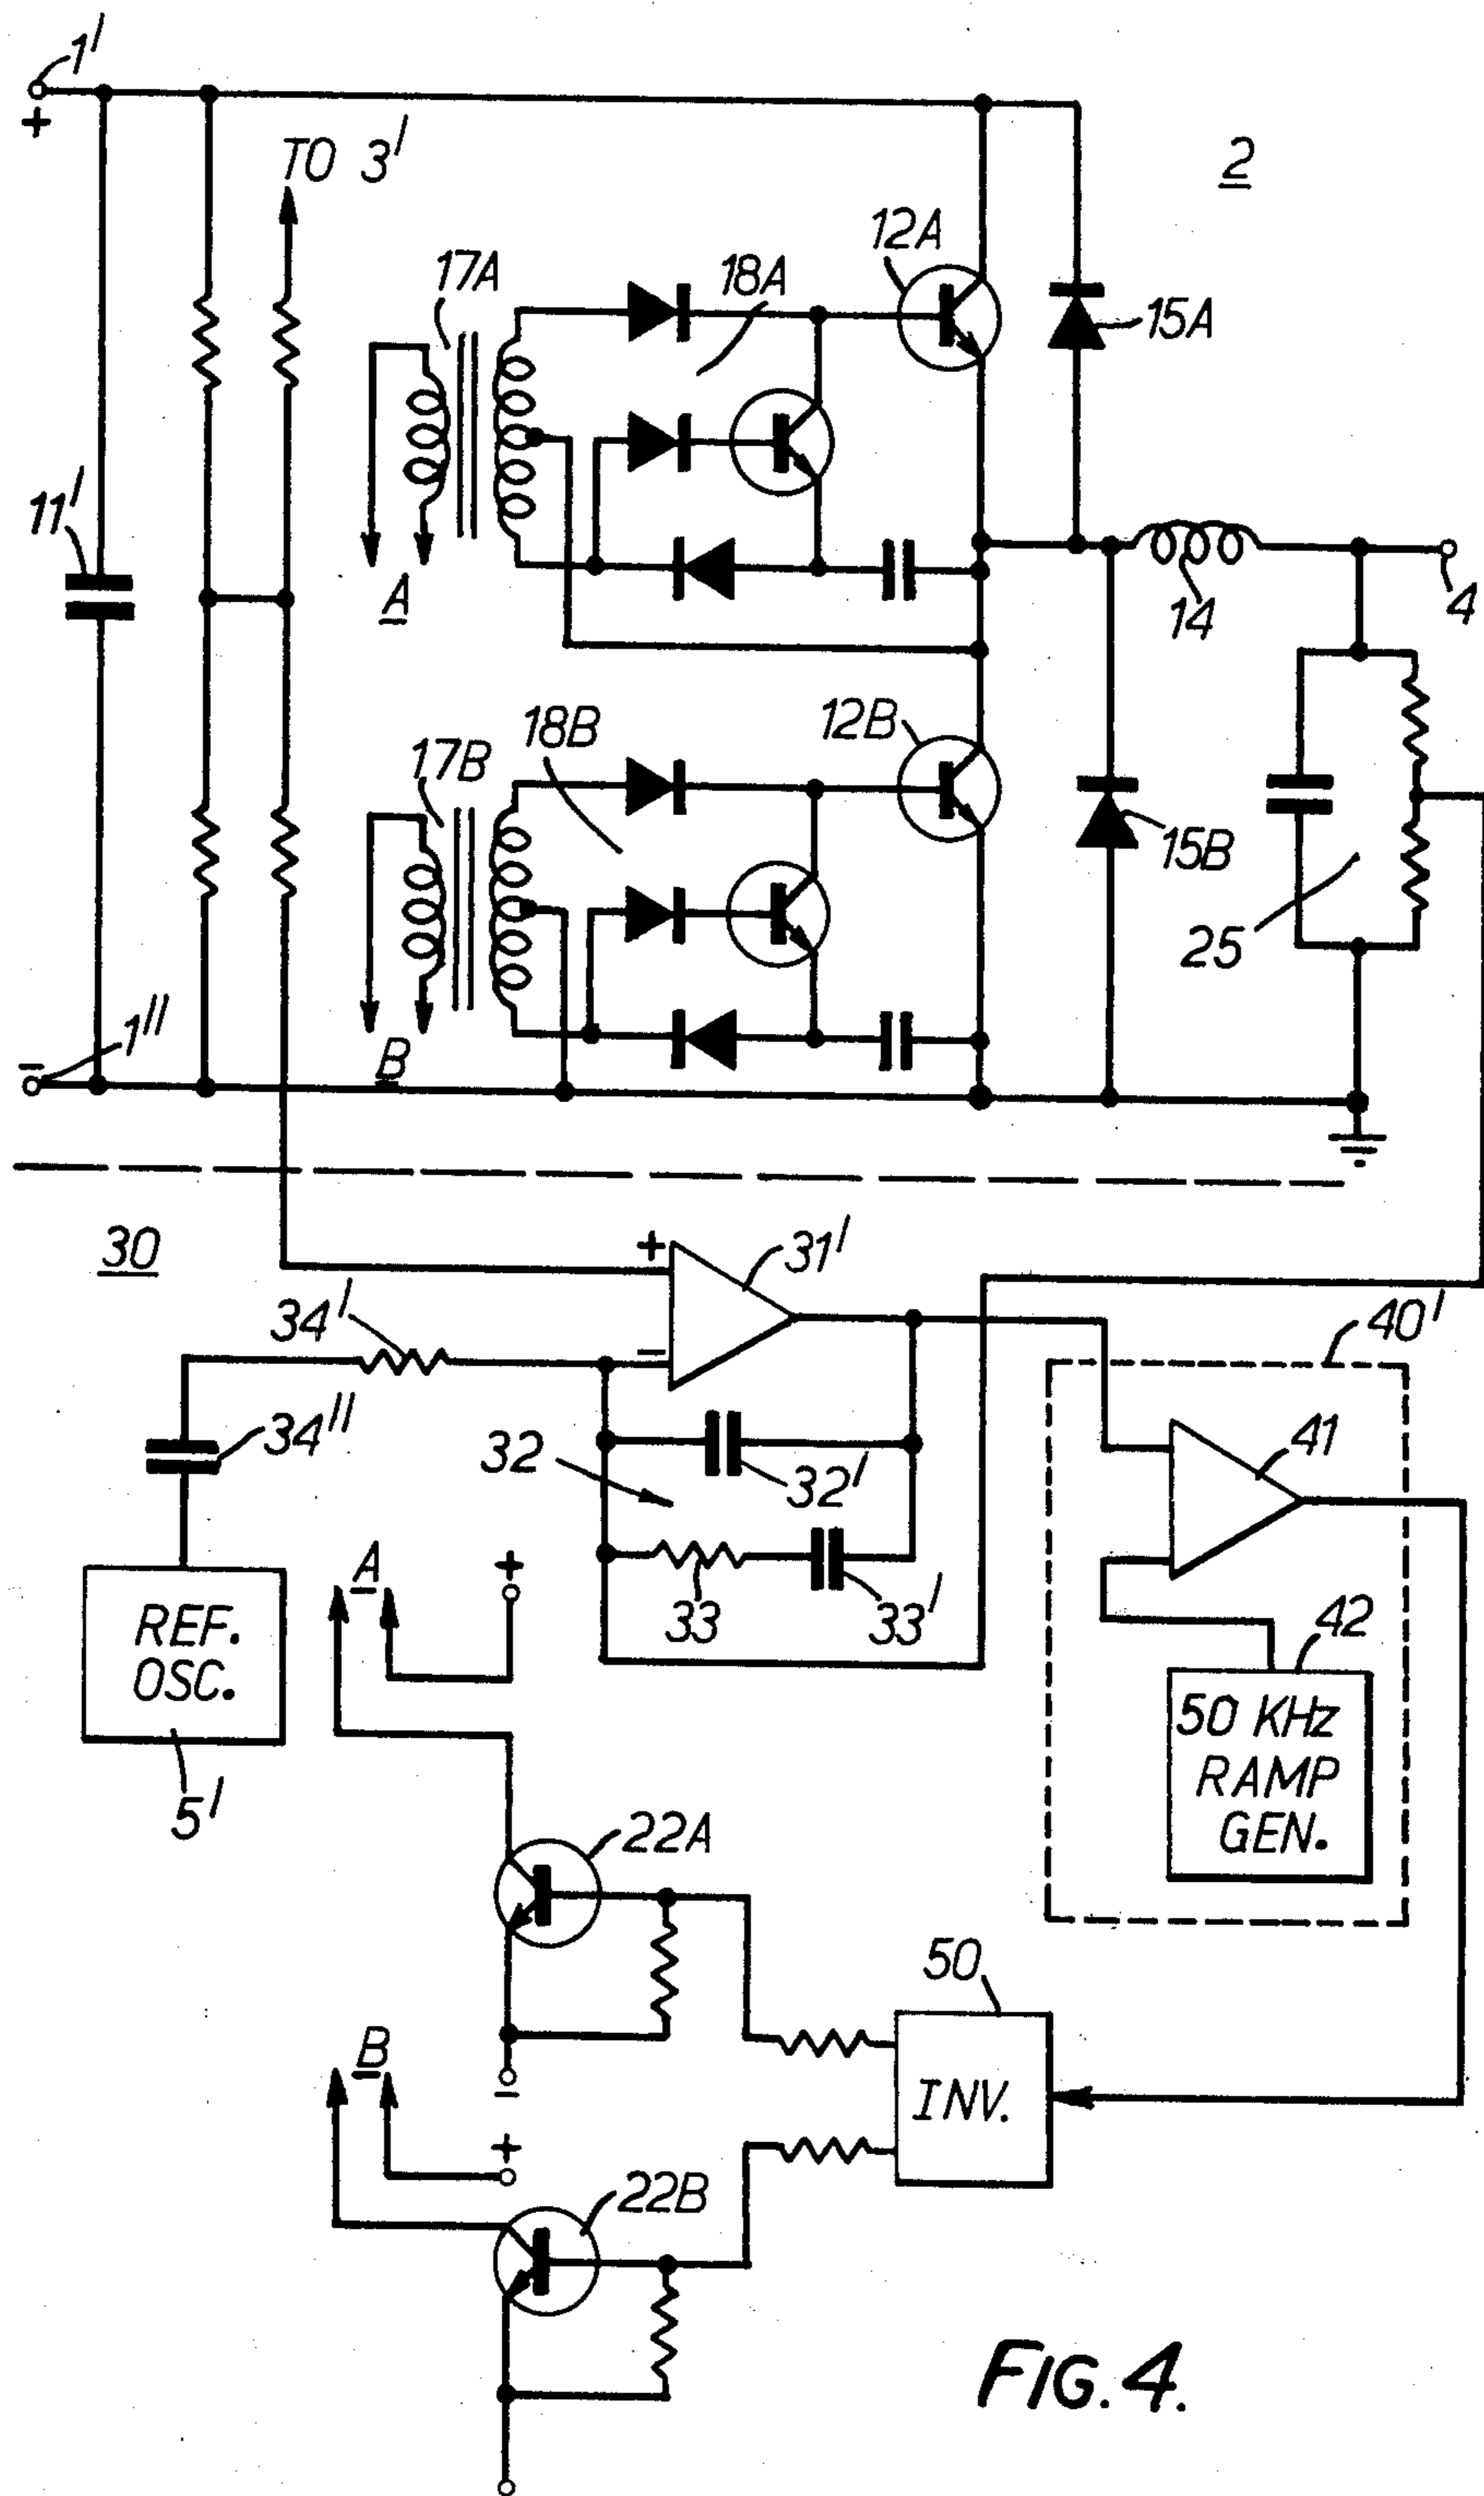 1'
+
TO 3'
2
12A
17A
18A
15A
11'
A
14
4
12B
18B
17B
15B
25
1"
-
B
30
+
31'
34'
-
40'
34"
32
32'
41
A
+
33
33'
42
REF.
OSC.
50 KHz
RAMP
GEN.
5'
22A
50
B
-
INV.
+
22B
FIG. 4.